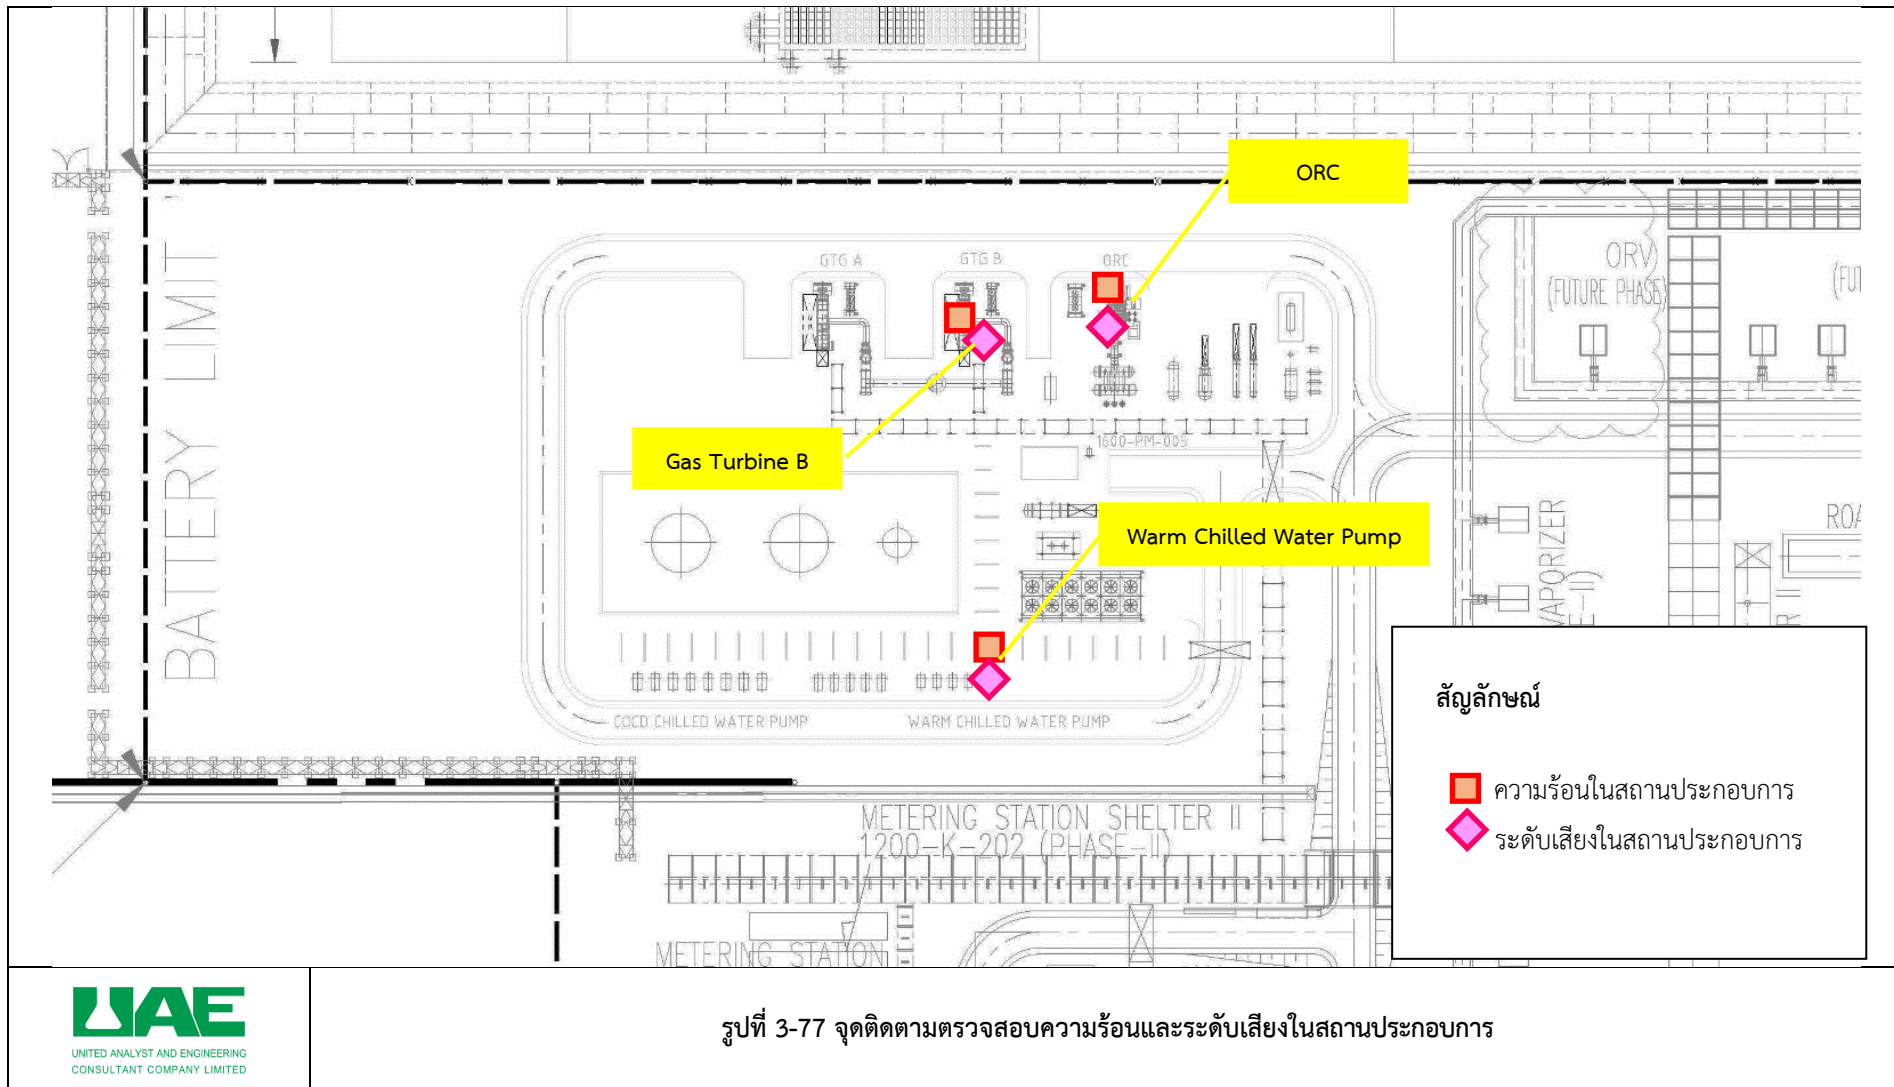 ORC
GTG A
GTG B
ORC
ORV
(FUTURE PHASE)
BATTERY LIMIT
1600-PM-005
Gas Turbine B
Warm Chilled Water Pump
COCD CHILLED WATER PUMP
WARM CHILLED WATER PUMP
METERING STATION SHELTER II
1200-K-202 (PHASE-II)
METERING STATION
สัญลักษณ์
ความร้อนในสถานประกอบการ
ระดับเสียงในสถานประกอบการ
UAE
UNITED ANALYST AND ENGINEERING
CONSULTANT COMPANY LIMITED
รูปที่ 3-77 จุดติดตามตรวจสอบความร้อนและระดับเสียงในสถานประกอบการ